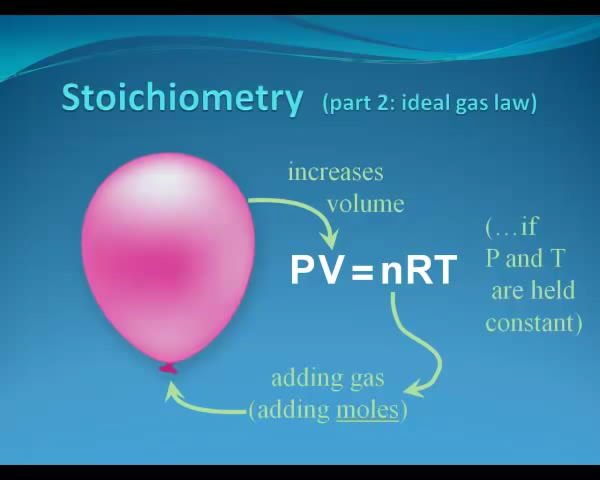 Stoichiometry (part 2: ideal gas law)
increases
volume
(...if
P and T
are held
constant)
PV=nRT
adding gas
(adding moles)